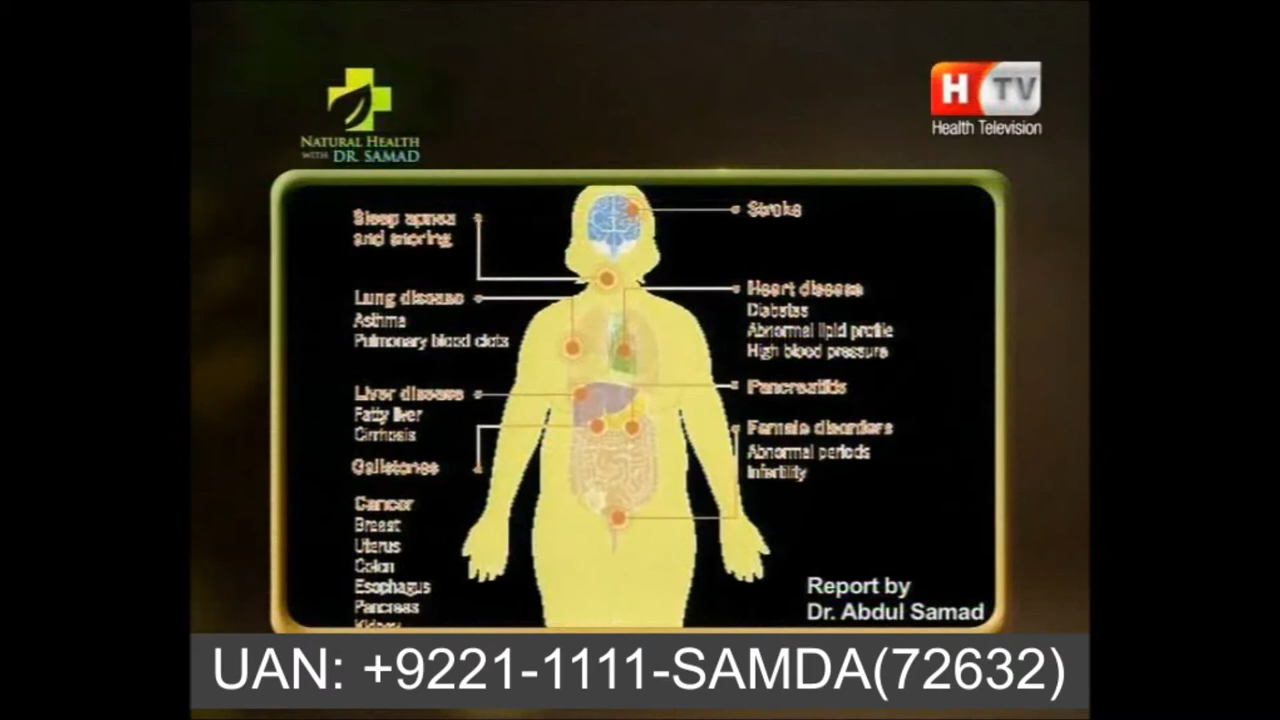 NATURAL HEALTH
WITH DR. SAMAD
H TV
Health Television
Sleep apnea
and snoring
Lung disease
Asthma
Pulmonary blood clots
Liver disease
Fatty liver
Cirrhosis
Gallstones
Cancer
Breast
Uterus
Colon
Esophagus
Pancreas
Kidney
Stroke
Heart disease
Diabetes
Abnormal lipid profile
High blood pressure
Pancreatitis
Female disorders
Abnormal periods
Infertility
Report by
Dr. Abdul Samad
UAN: +9221-1111-SAMDA(72632)